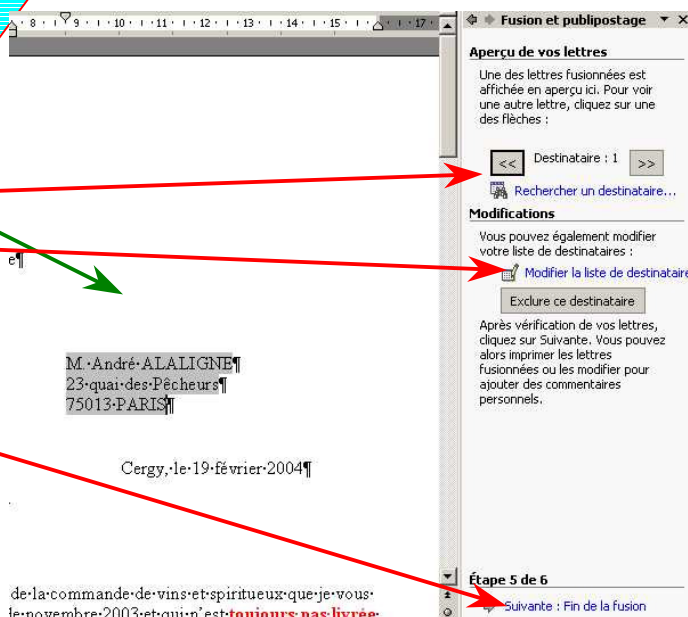 · 8 · ı · 9 · ı · 10 · ı · 11 · ı · 12 · ı · 13 · ı · 14 · ı · 15 · ı · · ı · 17 ·
e¶
M.·André·ALALIGNE¶
23·quai·des·Pêcheurs¶
75013·PARIS¶
Cergy,·le·19·février·2004¶
de·la·commande·de·vins·et·spiritueux·que·je·vous·
novembre·2003·et·qui·n’est·toujours·pas·livrée·
Fusion et publipostage
Aperçu de vos lettres
Une des lettres fusionnées est
affichée en aperçu ici. Pour voir
une autre lettre, cliquez sur une
des flèches :
<< Destinataire : 1 >>
Rechercher un destinataire...
Modifications
Vous pouvez également modifier
votre liste de destinataires :
Modifier la liste de destinataire
Exclure ce destinataire
Après vérification de vos lettres,
cliquez sur Suivante. Vous pouvez
alors imprimer les lettres
fusionnées ou les modifier pour
ajouter des commentaires
personnels.
Étape 5 de 6
Suivante : Fin de la fusion